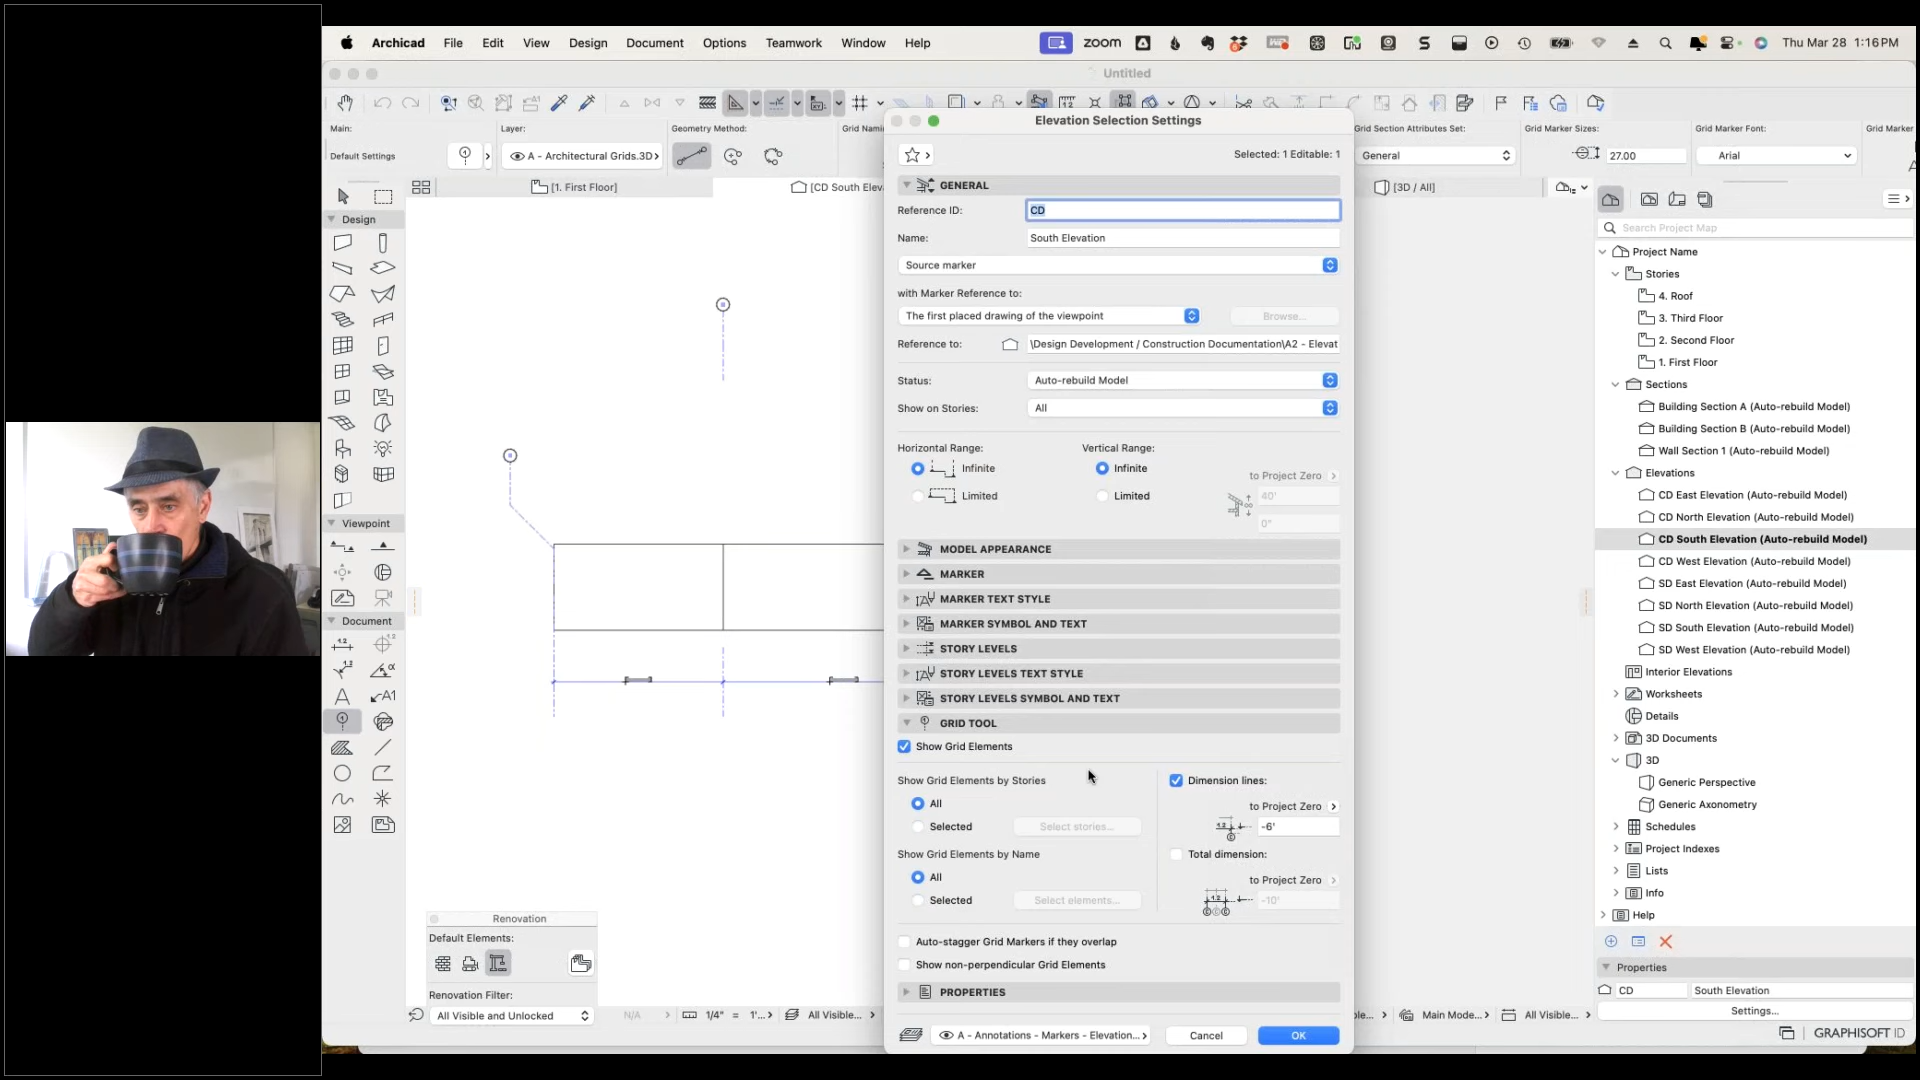 Archicad File Edit View Design Document Options Teamwork Window Help
zoom
Thu Mar 28 1:16 PM
Untitled
Main:
Layer:
Geometry Method:
Default Settings
A - Architectural Grids.3D
Grid Section Attributes Set:
Grid Marker Sizes:
Grid Marker Font:
Grid Marker
General
27.00
Arial
[1. First Floor]
[3D / All]
Design
Viewpoint
Document
Elevation Selection Settings
Selected: 1 Editable: 1
GENERAL
Reference ID:
CD
Name:
South Elevation
Source marker
with Marker Reference to:
The first placed drawing of the viewpoint
Browse...
Reference to:
\Design Development / Construction Documentation\A2 - Elevat
Status:
Auto-rebuild Model
Show on Stories:
All
Horizontal Range:
Infinite
Limited
Vertical Range:
Infinite
Limited
to Project Zero
40'
0"
MODEL APPEARANCE
MARKER
MARKER TEXT STYLE
MARKER SYMBOL AND TEXT
STORY LEVELS
STORY LEVELS TEXT STYLE
STORY LEVELS SYMBOL AND TEXT
GRID TOOL
Show Grid Elements
Show Grid Elements by Stories
All
Selected
Select stories...
Show Grid Elements by Name
All
Selected
Select elements...
Dimension lines:
to Project Zero
-6'
Total dimension:
to Project Zero
-10'
Auto-stagger Grid Markers if they overlap
Show non-perpendicular Grid Elements
PROPERTIES
A - Annotations - Markers - Elevation...
Cancel
OK
Renovation
Default Elements:
Renovation Filter:
All Visible and Unlocked
N/A
1/4" = 1'...
All Visible...
Main Mode...
All Visible...
Search Project Map
Project Name
Stories
4. Roof
3. Third Floor
2. Second Floor
1. First Floor
Sections
Building Section A (Auto-rebuild Model)
Building Section B (Auto-rebuild Model)
Wall Section 1 (Auto-rebuild Model)
Elevations
CD East Elevation (Auto-rebuild Model)
CD North Elevation (Auto-rebuild Model)
CD South Elevation (Auto-rebuild Model)
CD West Elevation (Auto-rebuild Model)
SD East Elevation (Auto-rebuild Model)
SD North Elevation (Auto-rebuild Model)
SD South Elevation (Auto-rebuild Model)
SD West Elevation (Auto-rebuild Model)
Interior Elevations
Worksheets
Details
3D Documents
3D
Generic Perspective
Generic Axonometry
Schedules
Project Indexes
Lists
Info
Help
Properties
CD
South Elevation
Settings...
GRAPHISOFT ID